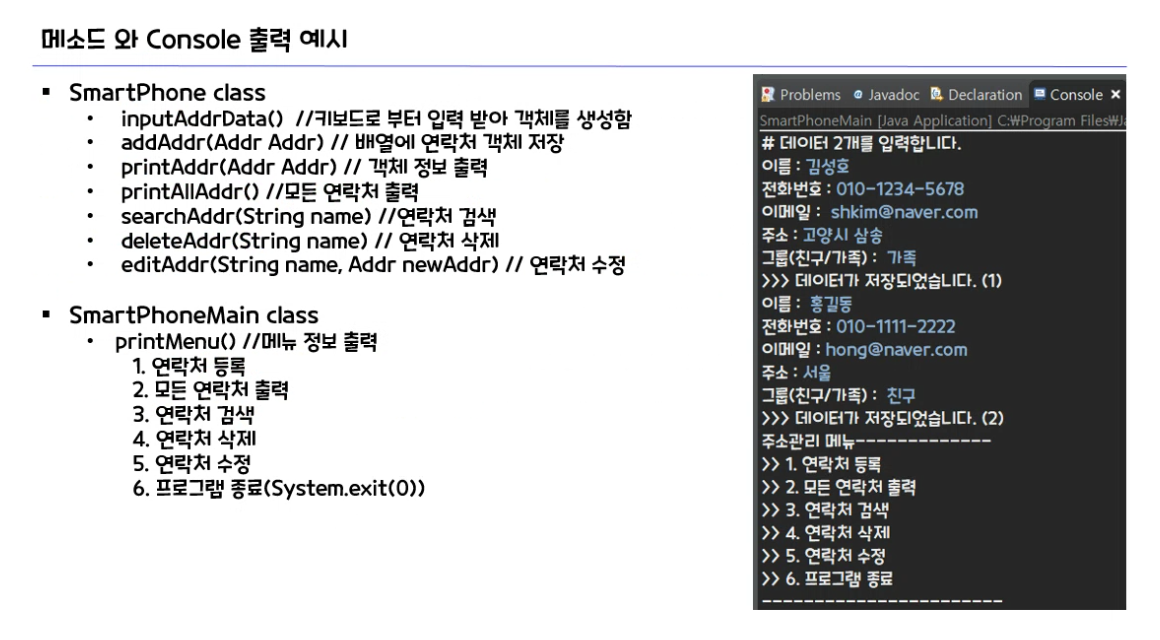 메소드 와 Console 출력 예시
▪ SmartPhone class
• inputAddrData() //키보드로 부터 입력 받아 객체를 생성함
• addAddr(Addr Addr) // 배열에 연락처 객체 저장
• printAddr(Addr Addr) // 객체 정보 출력
• printAllAddr() //모든 연락처 출력
• searchAddr(String name) //연락처 검색
• deleteAddr(String name) // 연락처 삭제
• editAddr(String name, Addr newAddr) // 연락처 수정
▪ SmartPhoneMain class
• printMenu() //메뉴 정보 출력
1. 연락처 등록
2. 모든 연락처 출력
3. 연락처 검색
4. 연락처 삭제
5. 연락처 수정
6. 프로그램 종료(System.exit(0))
Problems @ Javadoc Declaration Console ×
SmartPhoneMain [Java Application] C:₩Program Files₩Ja
# 데이터 2개를 입력합니다.
이름 : 김성호
전화번호 : 010-1234-5678
이메일 : shkim@naver.com
주소 : 고양시 삼송
그룹(친구/가족) : 가족
>>> 데이터가 저장되었습니다. (1)
이름 : 홍길동
전화번호 : 010-1111-2222
이메일 : hong@naver.com
주소 : 서울
그룹(친구/가족) : 친구
>>> 데이터가 저장되었습니다. (2)
주소관리 메뉴-------------
>> 1. 연락처 등록
>> 2. 모든 연락처 출력
>> 3. 연락처 검색
>> 4. 연락처 삭제
>> 5. 연락처 수정
>> 6. 프로그램 종료
-----------------------